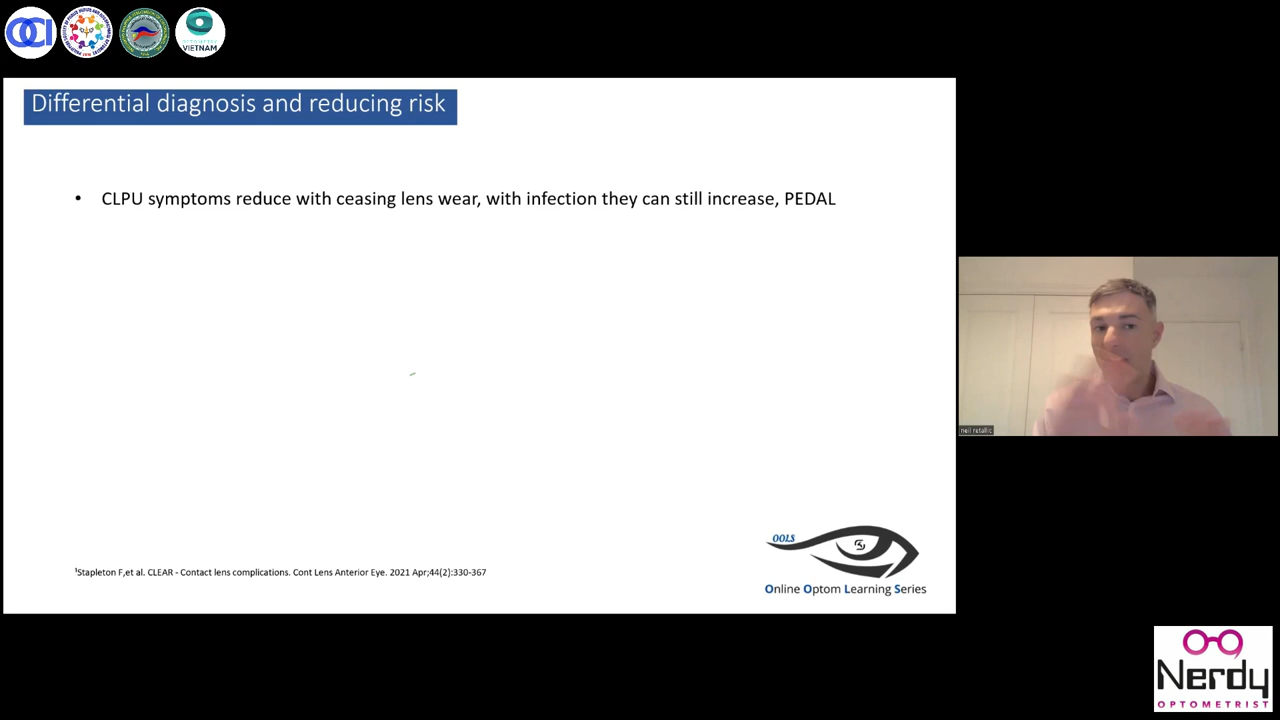 OCI
OPTOMETRY
VIETNAM
Differential diagnosis and reducing risk
• CLPU symptoms reduce with ceasing lens wear, with infection they can still increase, PEDAL
neil retallic
OOLS
Online Optom Learning Series
¹Stapleton F,et al. CLEAR - Contact lens complications. Cont Lens Anterior Eye. 2021 Apr;44(2):330-367
Nerdy
OPTOMETRIST